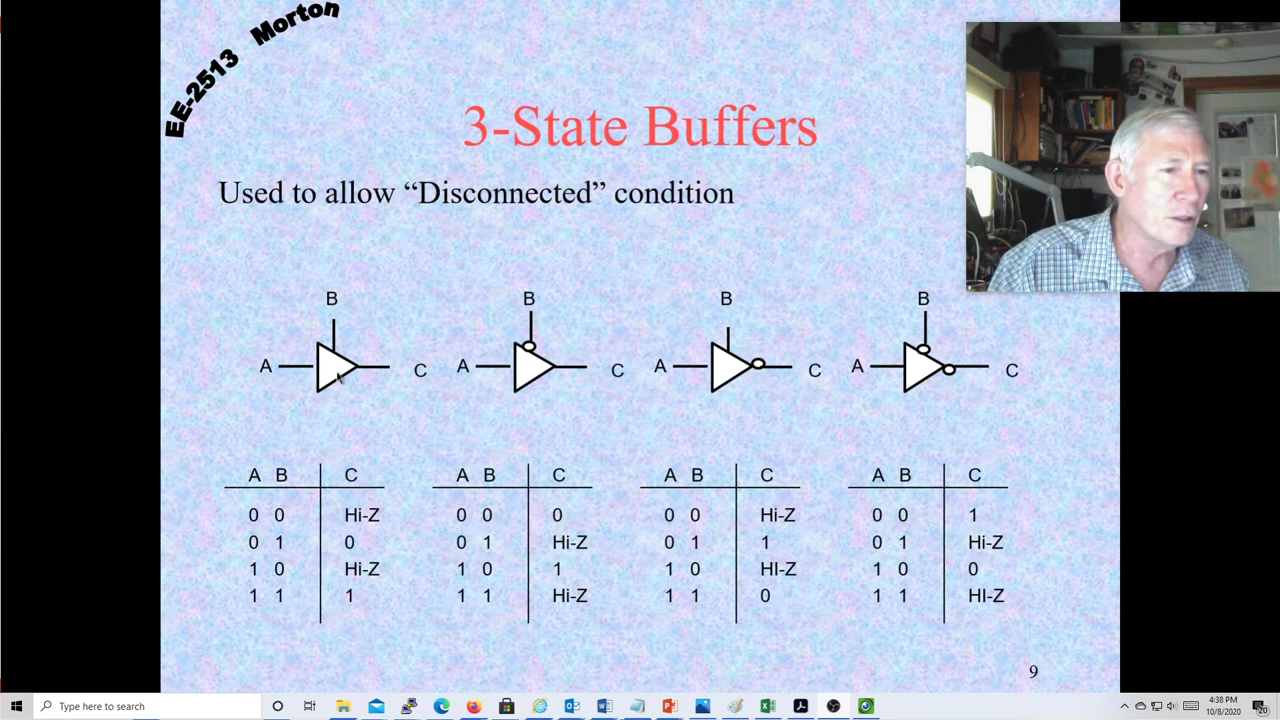 EE-2513 Morton
3-State Buffers
Used to allow “Disconnected” condition
B B B B
A C A C A C A C
A B C A B C A B C A B C
0 0 Hi-Z 0 0 0 0 0 Hi-Z 0 0 1
0 1 0 0 1 Hi-Z 0 1 1 0 1 Hi-Z
1 0 Hi-Z 1 0 1 1 0 HI-Z 1 0 0
1 1 1 1 1 Hi-Z 1 1 0 1 1 HI-Z
9
Type here to search
4:38 PM
10/8/2020
20